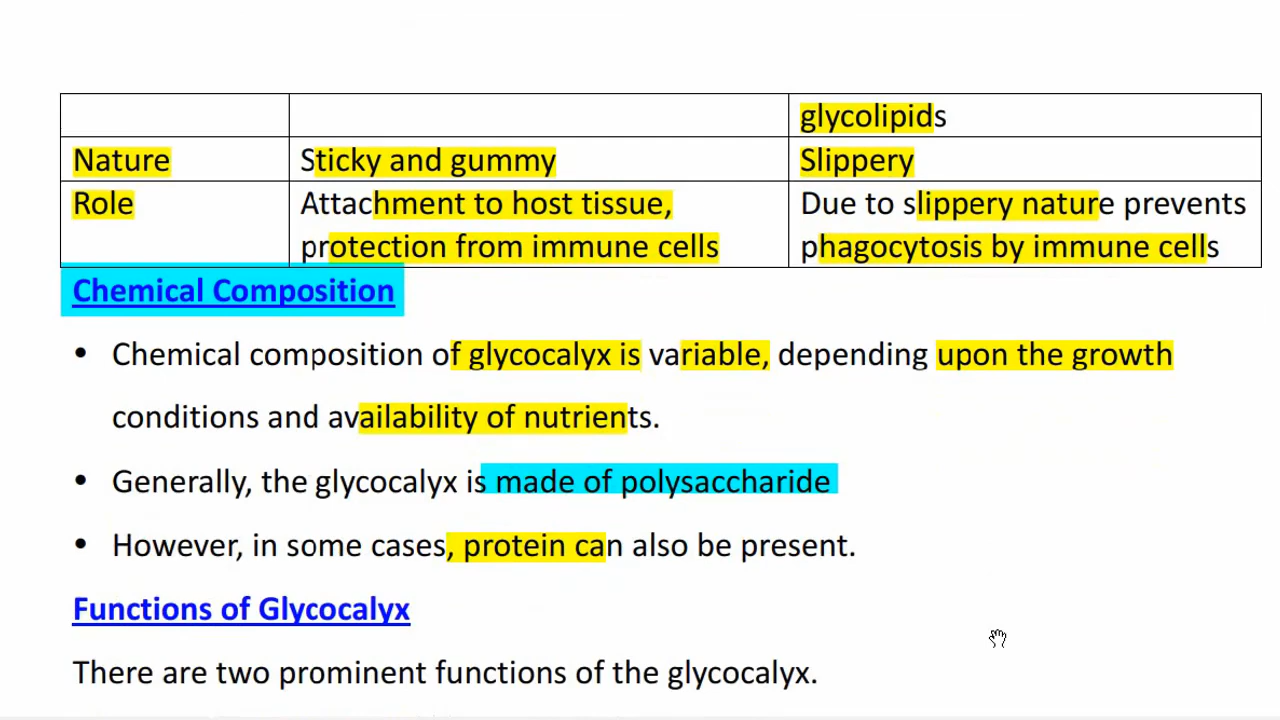 glycolipids
Nature Sticky and gummy Slippery
Role Attachment to host tissue, Due to slippery nature prevents
protection from immune cells phagocytosis by immune cells
Chemical Composition
• Chemical composition of glycocalyx is variable, depending upon the growth
conditions and availability of nutrients.
• Generally, the glycocalyx is made of polysaccharide
• However, in some cases, protein can also be present.
Functions of Glycocalyx
There are two prominent functions of the glycocalyx.